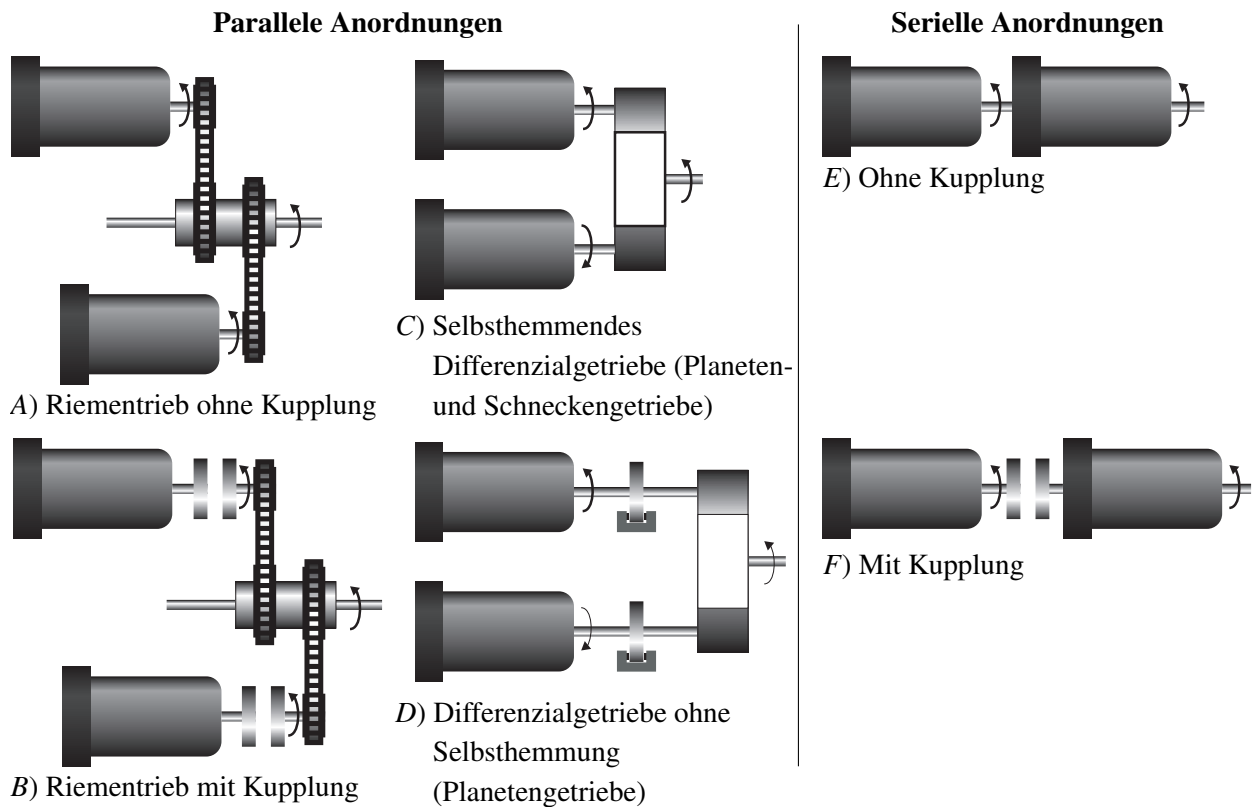 Parallele Anordnungen
Serielle Anordnungen
A) Riementrieb ohne Kupplung
C) Selbsthemmendes
Differenzialgetriebe (Planeten-
und Schneckengetriebe)
E) Ohne Kupplung
B) Riementrieb mit Kupplung
D) Differenzialgetriebe ohne
Selbsthemmung
(Planetengetriebe)
F) Mit Kupplung